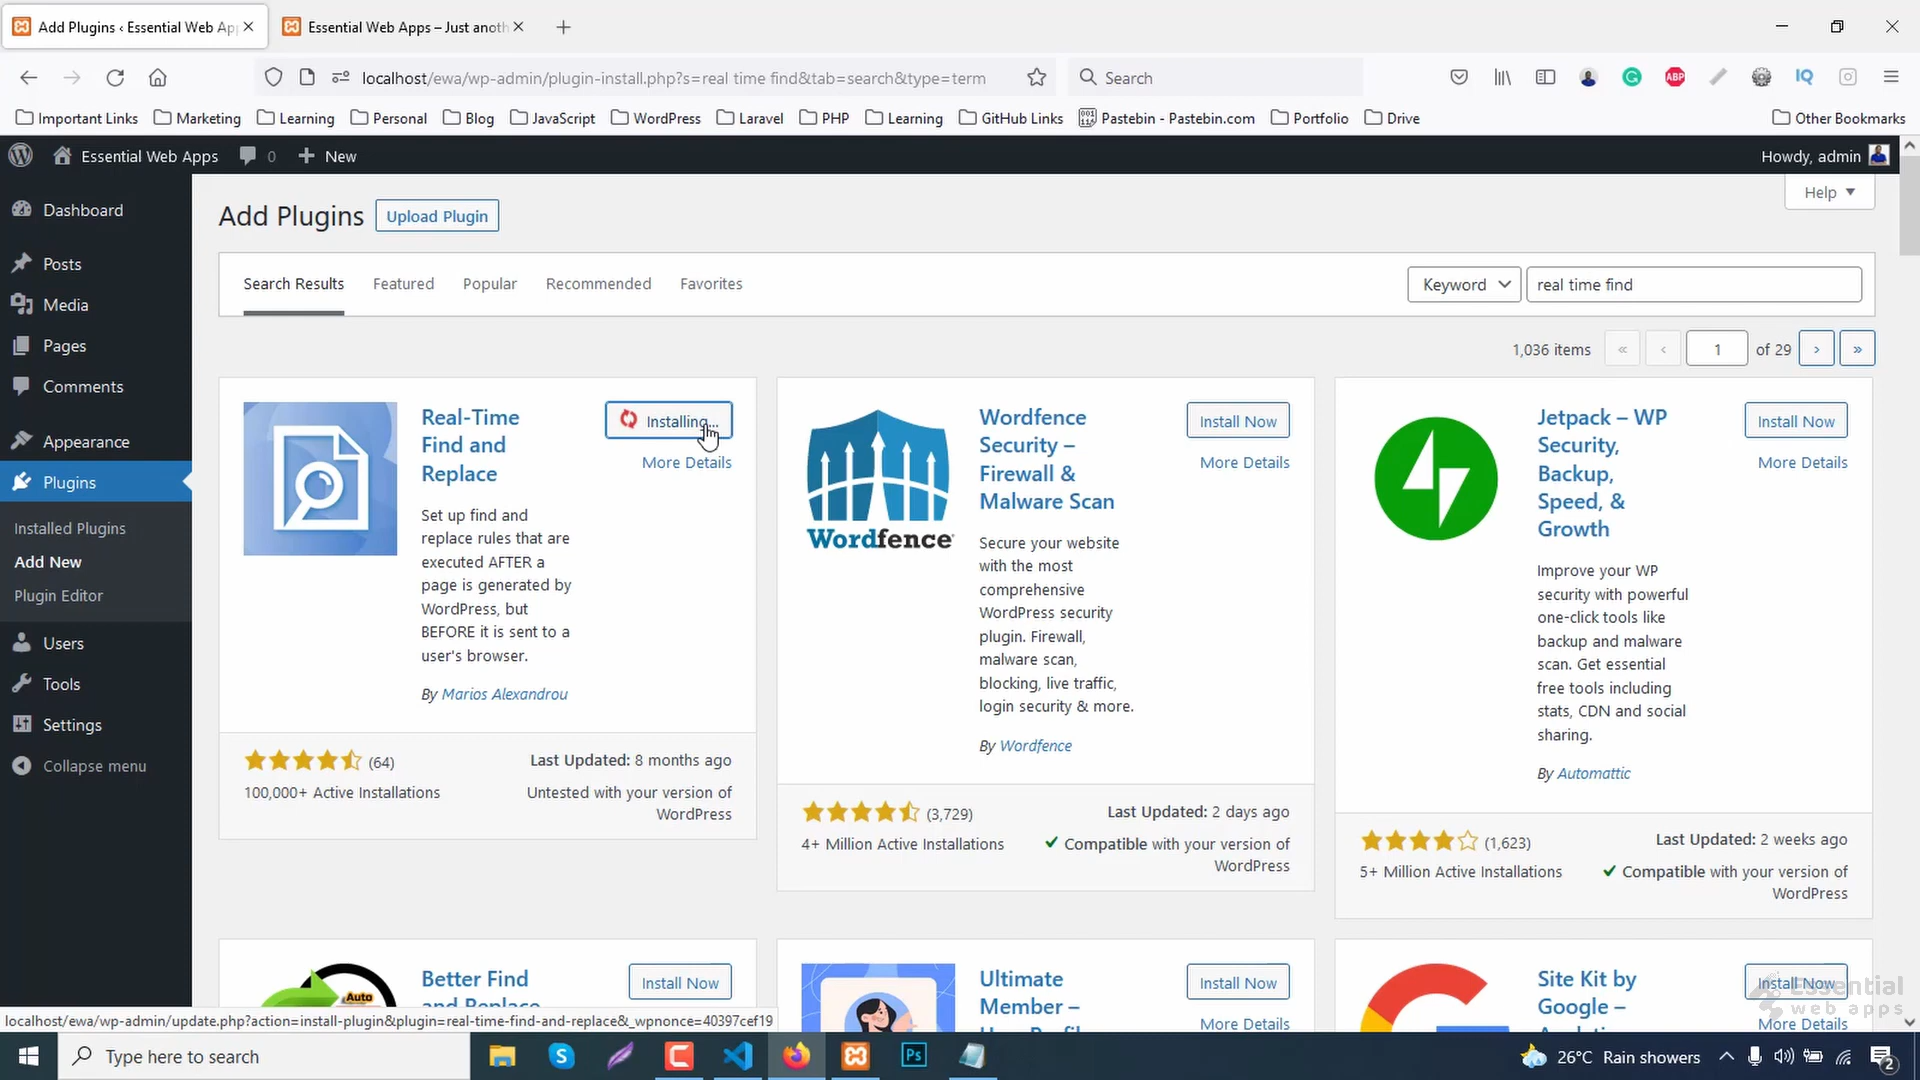 Add Plugins ‹ Essential Web Ap
Essential Web Apps – Just anoth
localhost/ewa/wp-admin/plugin-install.php?s=real time find&tab=search&type=term
Search
ABP
IQ
Important Links
Marketing
Learning
Personal
Blog
JavaScript
WordPress
Laravel
PHP
Learning
GitHub Links
Pastebin - Pastebin.com
Portfolio
Drive
Other Bookmarks
Essential Web Apps
0
New
Howdy, admin
Dashboard
Posts
Media
Pages
Comments
Appearance
Plugins
Installed Plugins
Add New
Plugin Editor
Users
Tools
Settings
Collapse menu
Add Plugins
Upload Plugin
Help
Search Results
Featured
Popular
Recommended
Favorites
Keyword
real time find
1,036 items
«
‹
1
of 29
›
»
Real-Time
Find and
Replace
Installing...
More Details
Set up find and
replace rules that are
executed AFTER a
page is generated by
WordPress, but
BEFORE it is sent to a
user's browser.
By Marios Alexandrou
(64)
100,000+ Active Installations
Last Updated: 8 months ago
Untested with your version of
WordPress
Wordfence
Wordfence
Security –
Firewall &
Malware Scan
Install Now
More Details
Secure your website
with the most
comprehensive
WordPress security
plugin. Firewall,
malware scan,
blocking, live traffic,
login security & more.
By Wordfence
(3,729)
4+ Million Active Installations
Last Updated: 2 days ago
Compatible with your version of
WordPress
Jetpack – WP
Security,
Backup,
Speed, &
Growth
Install Now
More Details
Improve your WP
security with powerful
one-click tools like
backup and malware
scan. Get essential
free tools including
stats, CDN and social
sharing.
By Automattic
(1,623)
5+ Million Active Installations
Last Updated: 2 weeks ago
Compatible with your version of
WordPress
Auto
Better Find
and Replace
Install Now
Ultimate
Member –
Install Now
More Details
Site Kit by
Google –
Install Now
More Details
Essential
web apps
localhost/ewa/wp-admin/update.php?action=install-plugin&plugin=real-time-find-and-replace&_wpnonce=40397cef19
Type here to search
S
Ps
26°C Rain showers
2